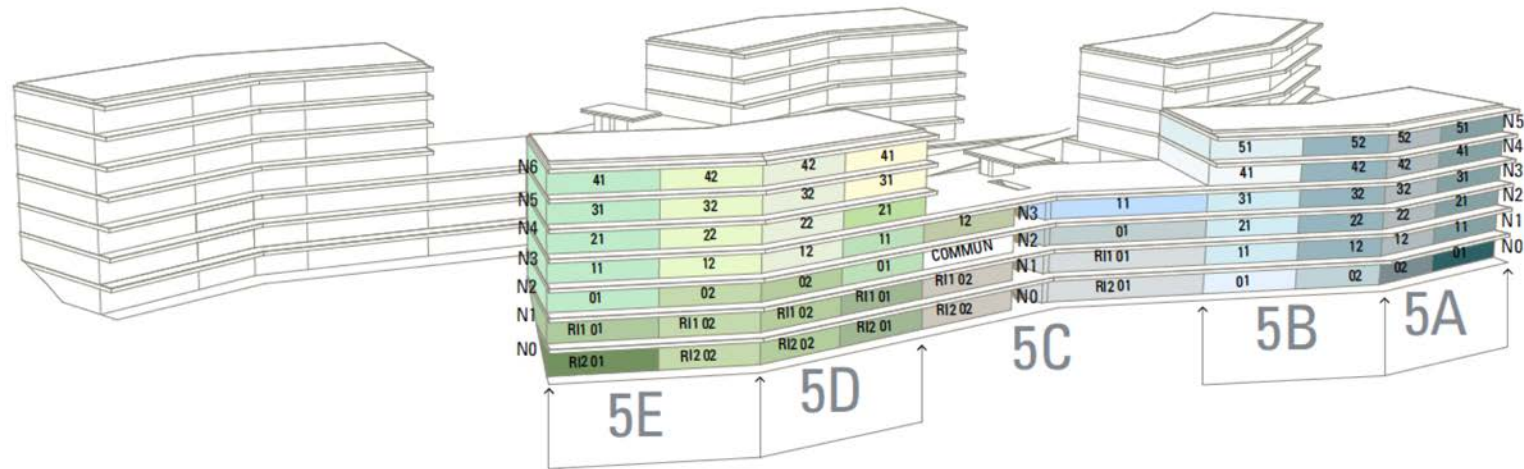 N6 41 42 42 41
N5 31 32 32 31
N4 21 22 22 21
N3 11 12 12 11 12
N2 01 02 02 01 COMMUN
N1 RI1 01 RI1 02 RI1 02 RI1 01 RI1 02
N0 RI2 01 RI2 02 RI2 02 RI2 01 RI2 02
51 52 52 51 N5
41 42 42 41 N4
N3 11 31 32 32 31 N3
N2 01 21 22 22 21 N2
N1 RI1 01 11 12 12 11 N1
N0 RI2 01 01 02 02 01 N0
5E 5D 5C 5B 5A